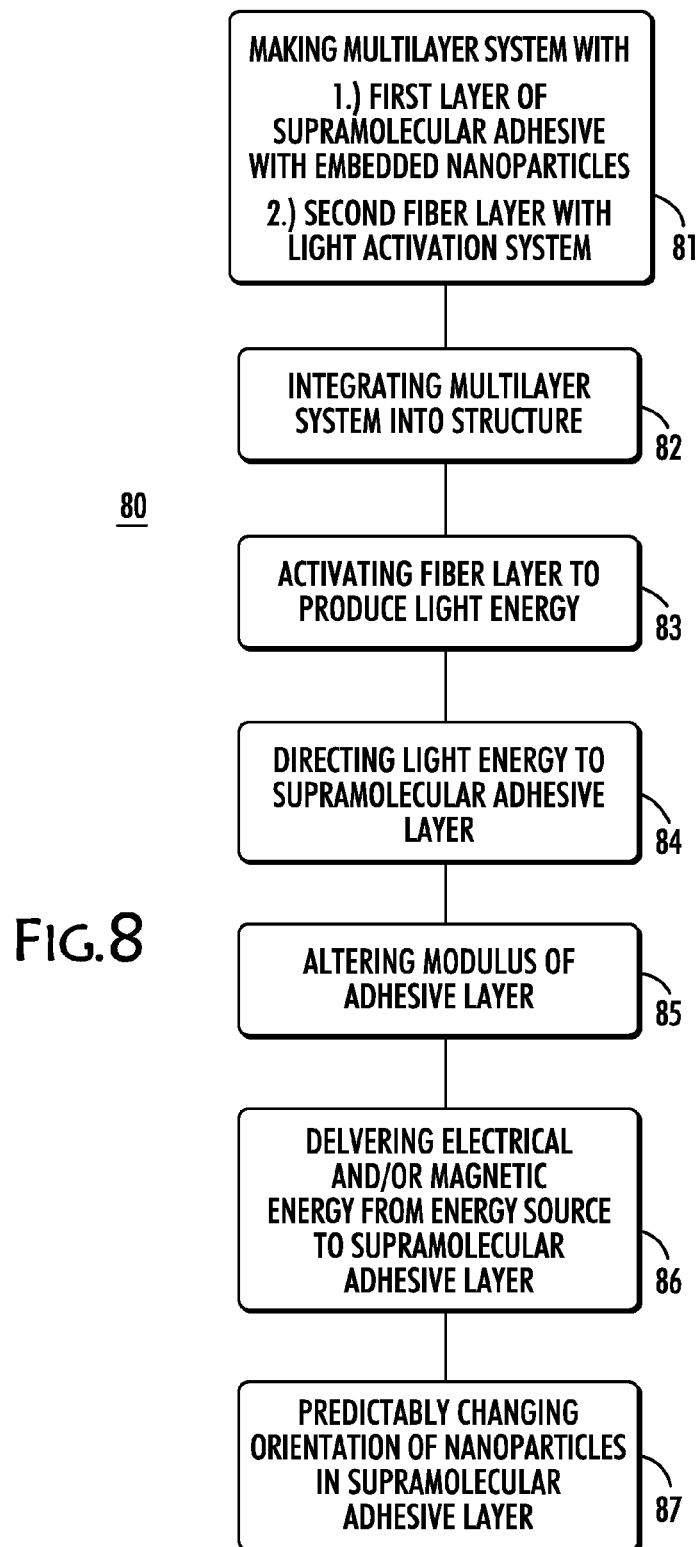 MAKING MULTILAYER SYSTEM WITH
1.) FIRST LAYER OF
SUPRAMOLECULAR ADHESIVE
WITH EMBEDDED NANOPARTICLES
2.) SECOND FIBER LAYER WITH
LIGHT ACTIVATION SYSTEM
81
INTEGRATING MULTILAYER
SYSTEM INTO STRUCTURE
82
80
ACTIVATING FIBER LAYER TO
PRODUCE LIGHT ENERGY
83
DIRECTING LIGHT ENERGY TO
SUPRAMOLECULAR ADHESIVE
LAYER
84
FIG.8
ALTERING MODULUS OF
ADHESIVE LAYER
85
DELVERING ELECTRICAL
AND/OR MAGNETIC
ENERGY FROM ENERGY SOURCE
TO SUPRAMOLECULAR
ADHESIVE LAYER
86
PREDICTABLY CHANGING
ORIENTATION OF NANOPARTICLES
IN SUPRAMOLECULAR
ADHESIVE LAYER
87